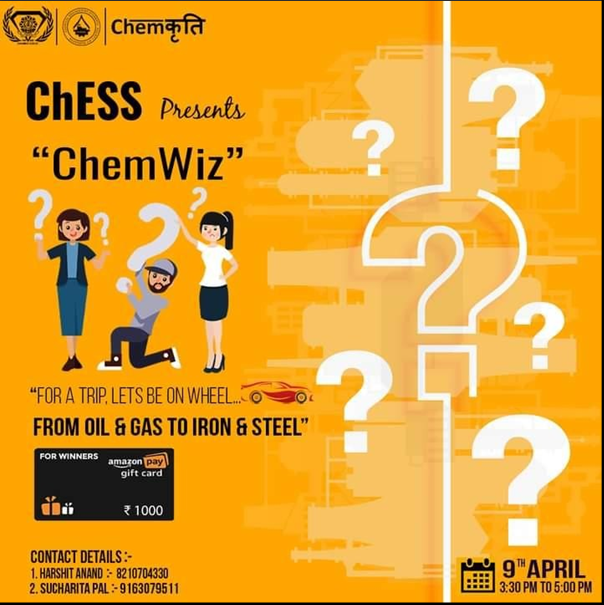 Chemकृति
ChESS Presents
“ChemWiz”
“FOR A TRIP, LETS BE ON WHEEL...
FROM OIL & GAS TO IRON & STEEL”
FOR WINNERS
amazon pay
gift card
₹ 1000
CONTACT DETAILS :-
1. HARSHIT ANAND :- 8210704330
2. SUCHARITA PAL :- 9163079511
9TH APRIL
3:30 PM TO 5:00 PM